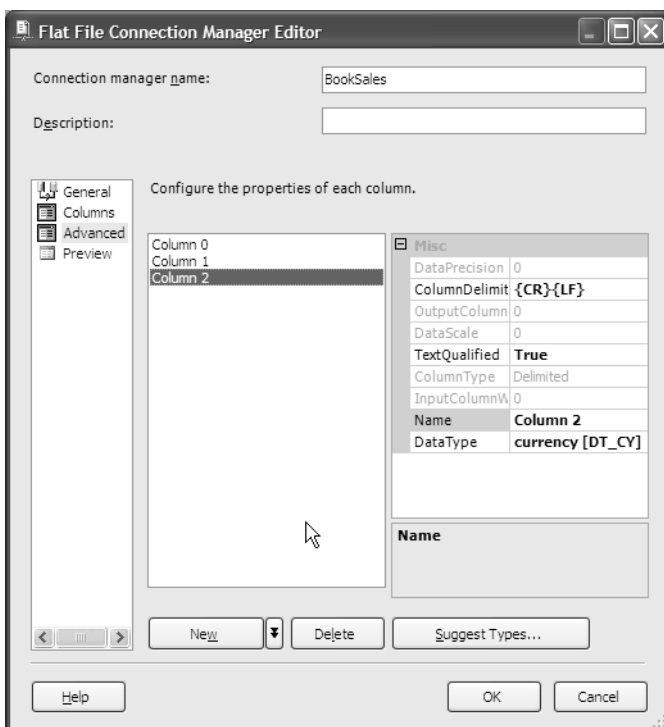 Flat File Connection Manager Editor
Connection manager name: BookSales
Description:
General
Columns
Advanced
Preview
Configure the properties of each column.
Column 0
Column 1
Column 2
Misc
DataPrecision 0
ColumnDelimit {CR}{LF}
OutputColumn 0
DataScale 0
TextQualified True
ColumnType Delimited
InputColumnW 0
Name Column 2
DataType currency [DT_CY]
Name
New
Delete
Suggest Types...
Help
OK
Cancel